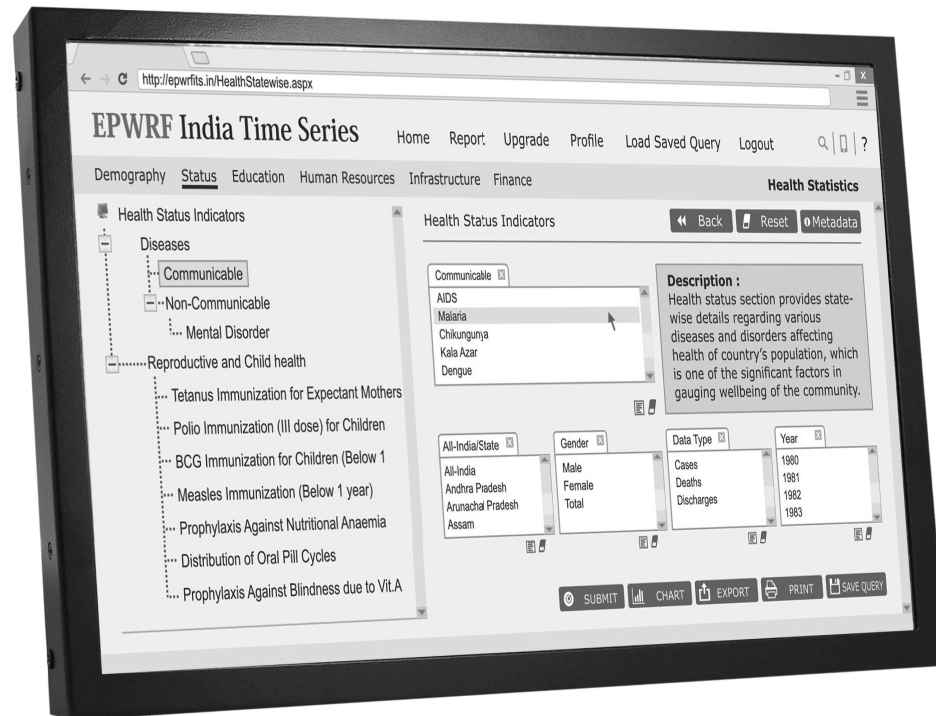 http://epwrfits.in/HealthStatewise.aspx
EPWRF India Time Series
Home Report Upgrade Profile Load Saved Query Logout ?
Demography Status Education Human Resources Infrastructure Finance
Health Statistics
Health Status Indicators
Diseases
Communicable
Non-Communicable
Mental Disorder
Reproductive and Child health
Tetanus Immunization for Expectant Mothers
Polio Immunization (III dose) for Children
BCG Immunization for Children (Below 1
Measles Immunization (Below 1 year)
Prophylaxis Against Nutritional Anaemia
Distribution of Oral Pill Cycles
Prophylaxis Against Blindness due to Vit.A
Health Status Indicators
Back Reset Metadata
Communicable
AIDS
Malaria
Chikungunya
Kala Azar
Dengue
Description :
Health status section provides state-
wise details regarding various
diseases and disorders affecting
health of country's population, which
is one of the significant factors in
gauging wellbeing of the community.
All-India/State
All-India
Andhra Pradesh
Arunachal Pradesh
Assam
Gender
Male
Female
Total
Data Type
Cases
Deaths
Discharges
Year
1980
1981
1982
1983
SUBMIT CHART EXPORT PRINT SAVE QUERY